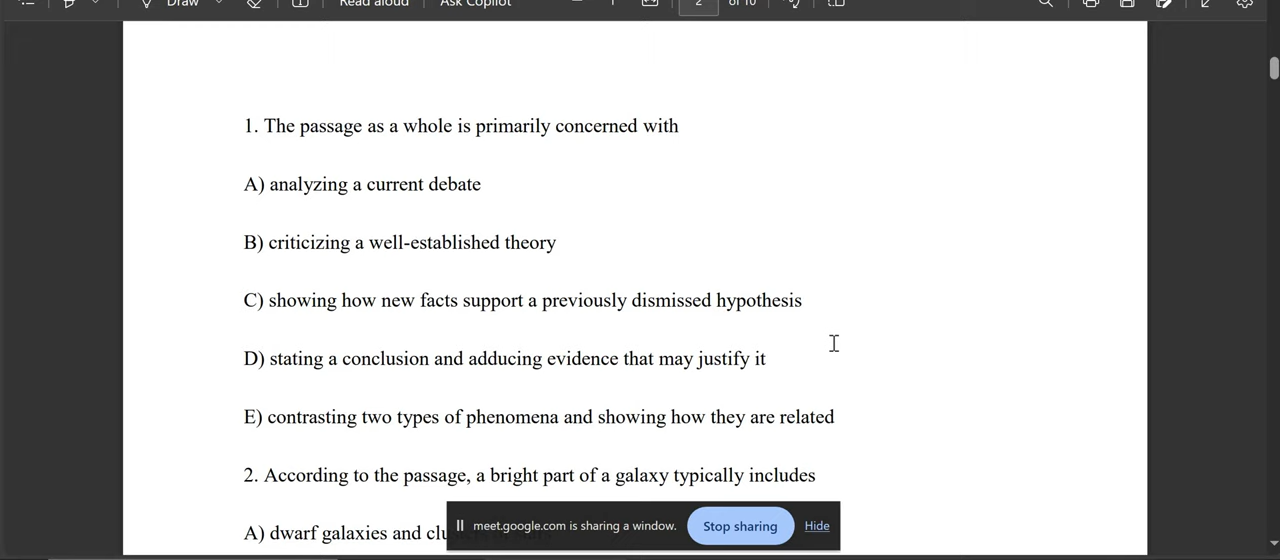 Draw
Read aloud
Ask Copilot
2
of 10
1. The passage as a whole is primarily concerned with
A) analyzing a current debate
B) criticizing a well-established theory
C) showing how new facts support a previously dismissed hypothesis
D) stating a conclusion and adducing evidence that may justify it
E) contrasting two types of phenomena and showing how they are related
2. According to the passage, a bright part of a galaxy typically includes
A) dwarf galaxies and
meet.google.com is sharing a window.
Stop sharing
Hide